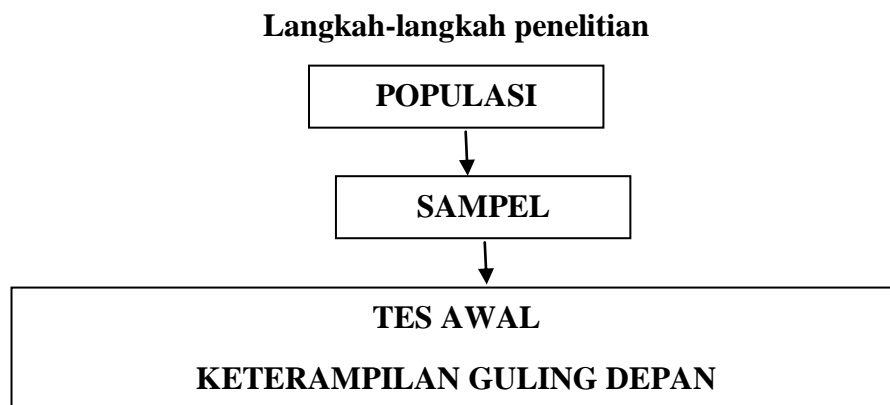 Langkah-langkah penelitian
POPULASI
SAMPEL
TES AWAL
KETERAMPILAN GULING DEPAN